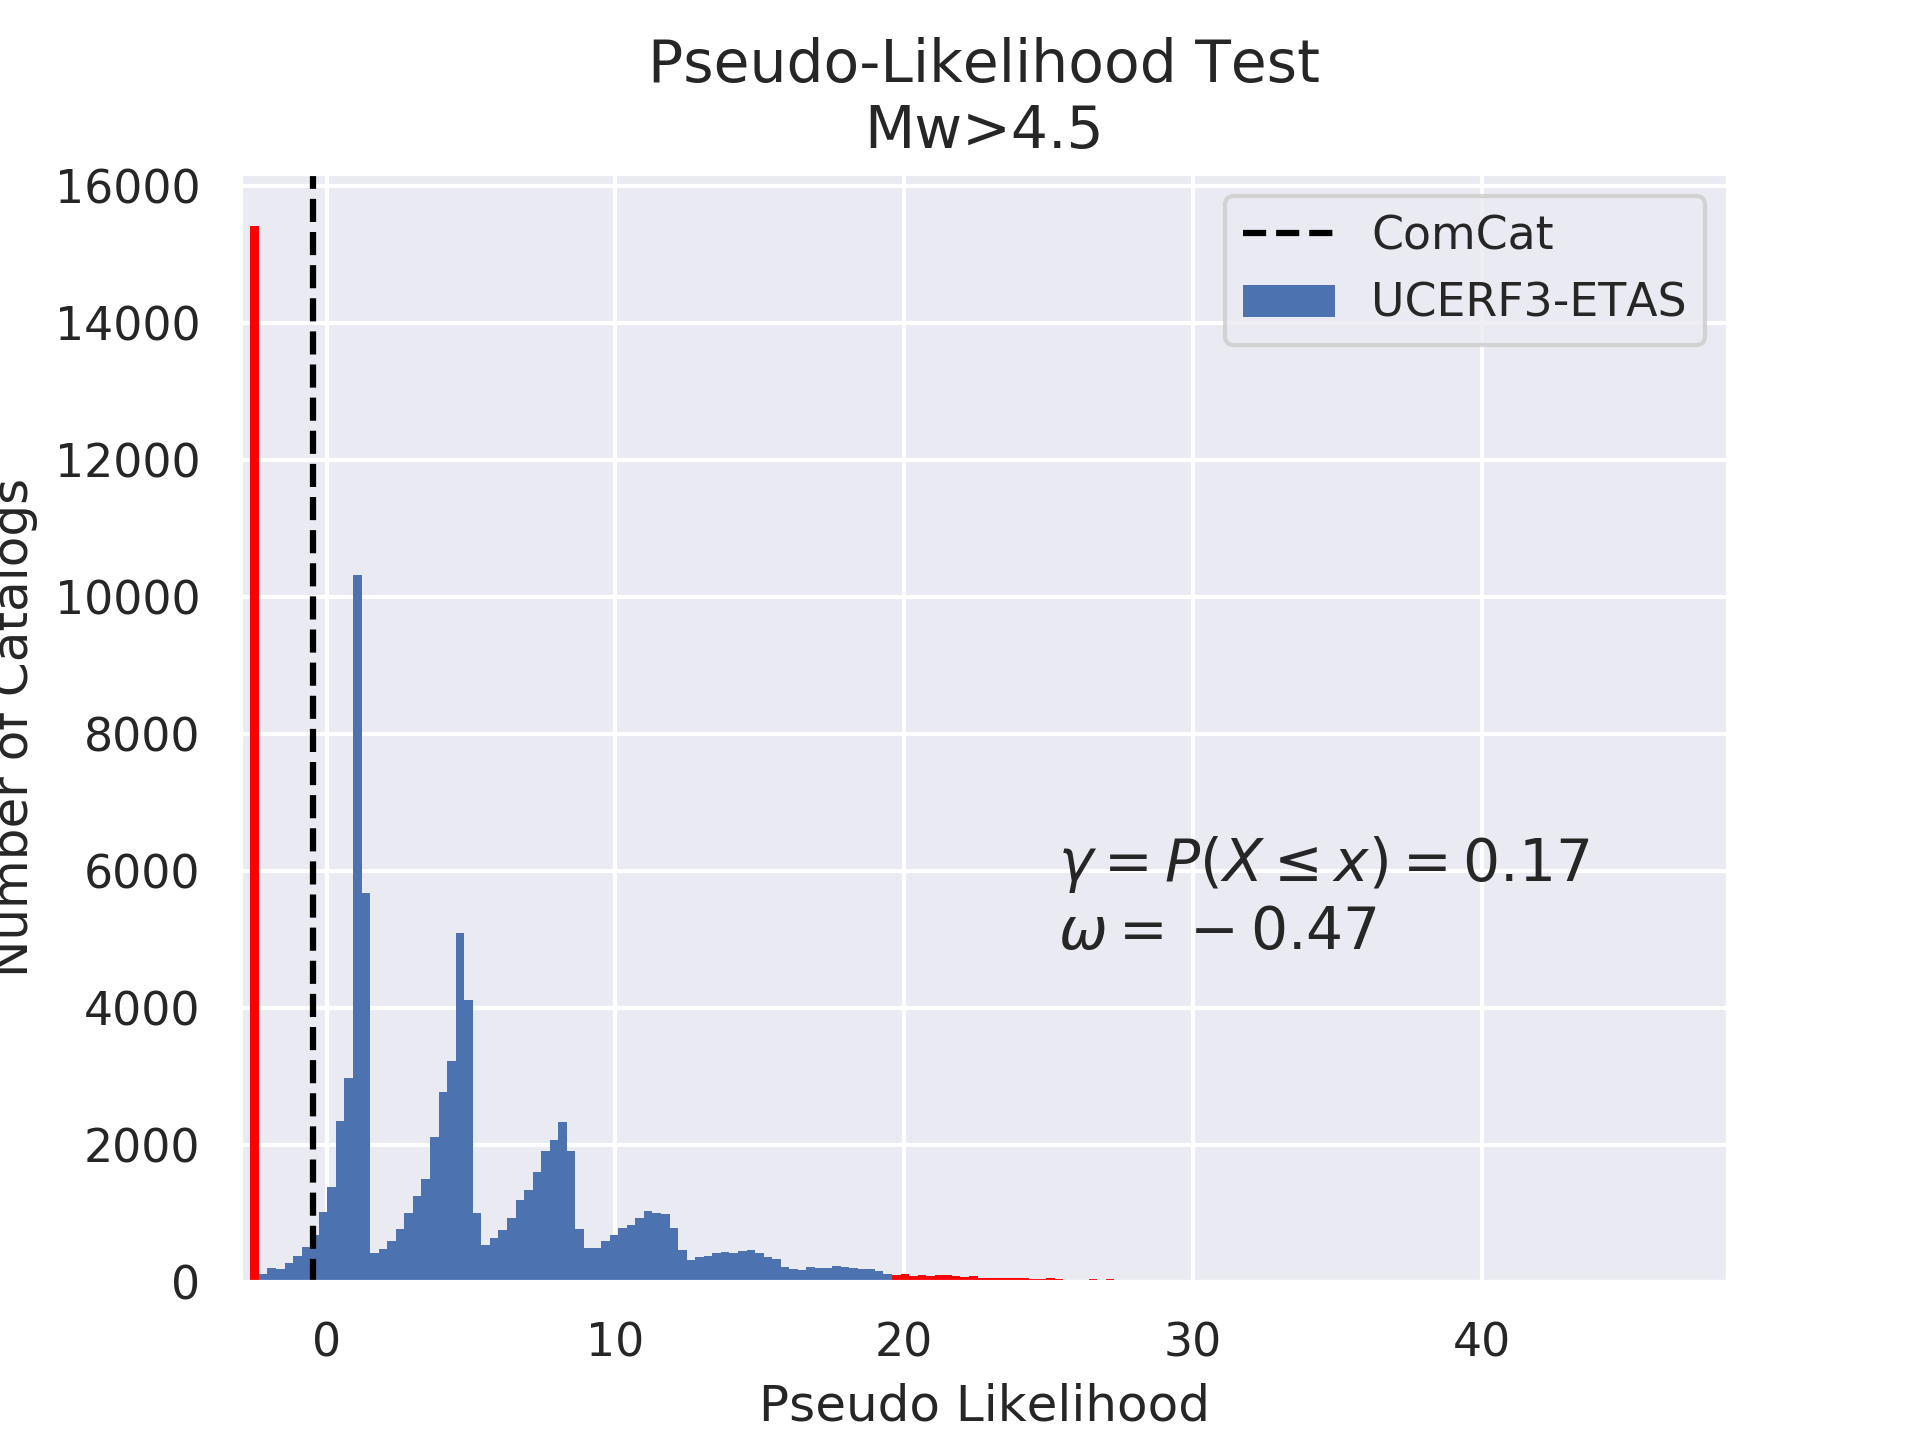 Pseudo-Likelihood Test
Mw>4.5
16000
14000
12000
10000
8000
6000
4000
2000
0
Number of Catalogs
ComCat
UCERF3-ETAS
γ = P(X ≤ x) = 0.17
ω = − 0.47
0 10 20 30 40
Pseudo Likelihood